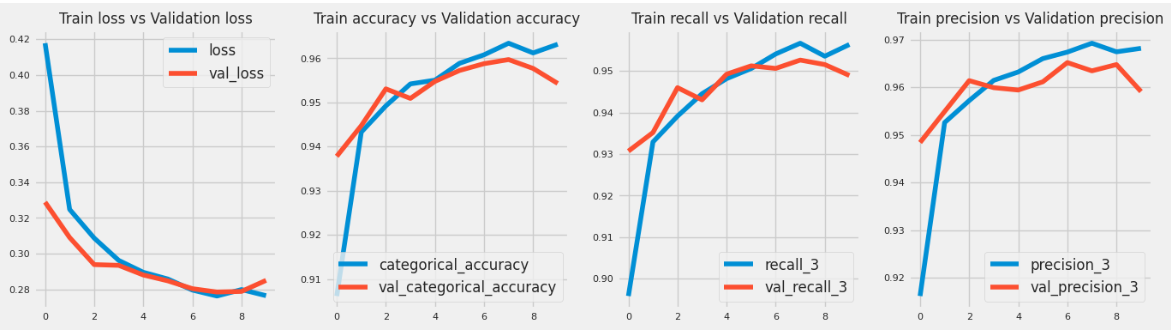 Train loss vs Validation loss
0.42
0.40
0.38
0.36
0.34
0.32
0.30
0.28
0 2 4 6 8
loss
val_loss
Train accuracy vs Validation accuracy
0.96
0.95
0.94
0.93
0.92
0.91
0 2 4 6 8
categorical_accuracy
val_categorical_accuracy
Train recall vs Validation recall
0.95
0.94
0.93
0.92
0.91
0.90
0 2 4 6 8
recall_3
val_recall_3
Train precision vs Validation precision
0.97
0.96
0.95
0.94
0.93
0.92
0 2 4 6 8
precision_3
val_precision_3